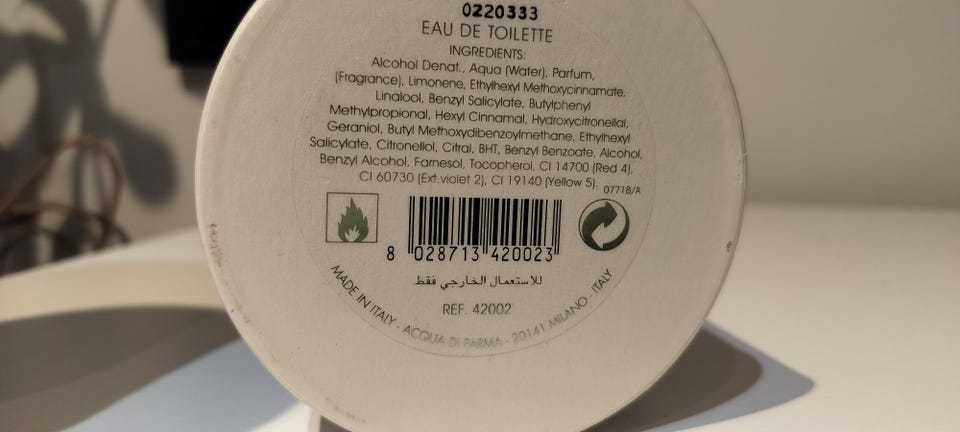 0220333
EAU DE TOILETTE
INGREDIENTS:
Alcohol Denat., Aqua (Water), Parfum,
(Fragrance), Limonene, Ethylhexyl Methoxycinnamate,
Linalool, Benzyl Salicylate, Butylphenyl
Methylpropional, Hexyl Cinnamal, Hydroxycitronellal,
Geraniol, Butyl Methoxydibenzoylmethane, Ethylhexyl
Salicylate, Citronellol, Citral, BHT, Benzyl Benzoate, Alcohol,
Benzyl Alcohol, Farnesol, Tocopherol, CI 14700 (Red 4),
CI 60730 (Ext.violet 2), CI 19140 (Yellow 5).
07718/A
8 028713 420023
للاستعمال الخارجي فقط
REF. 42002
MADE IN ITALY - ACQUA DI PARMA - 20141 MILANO - ITALY